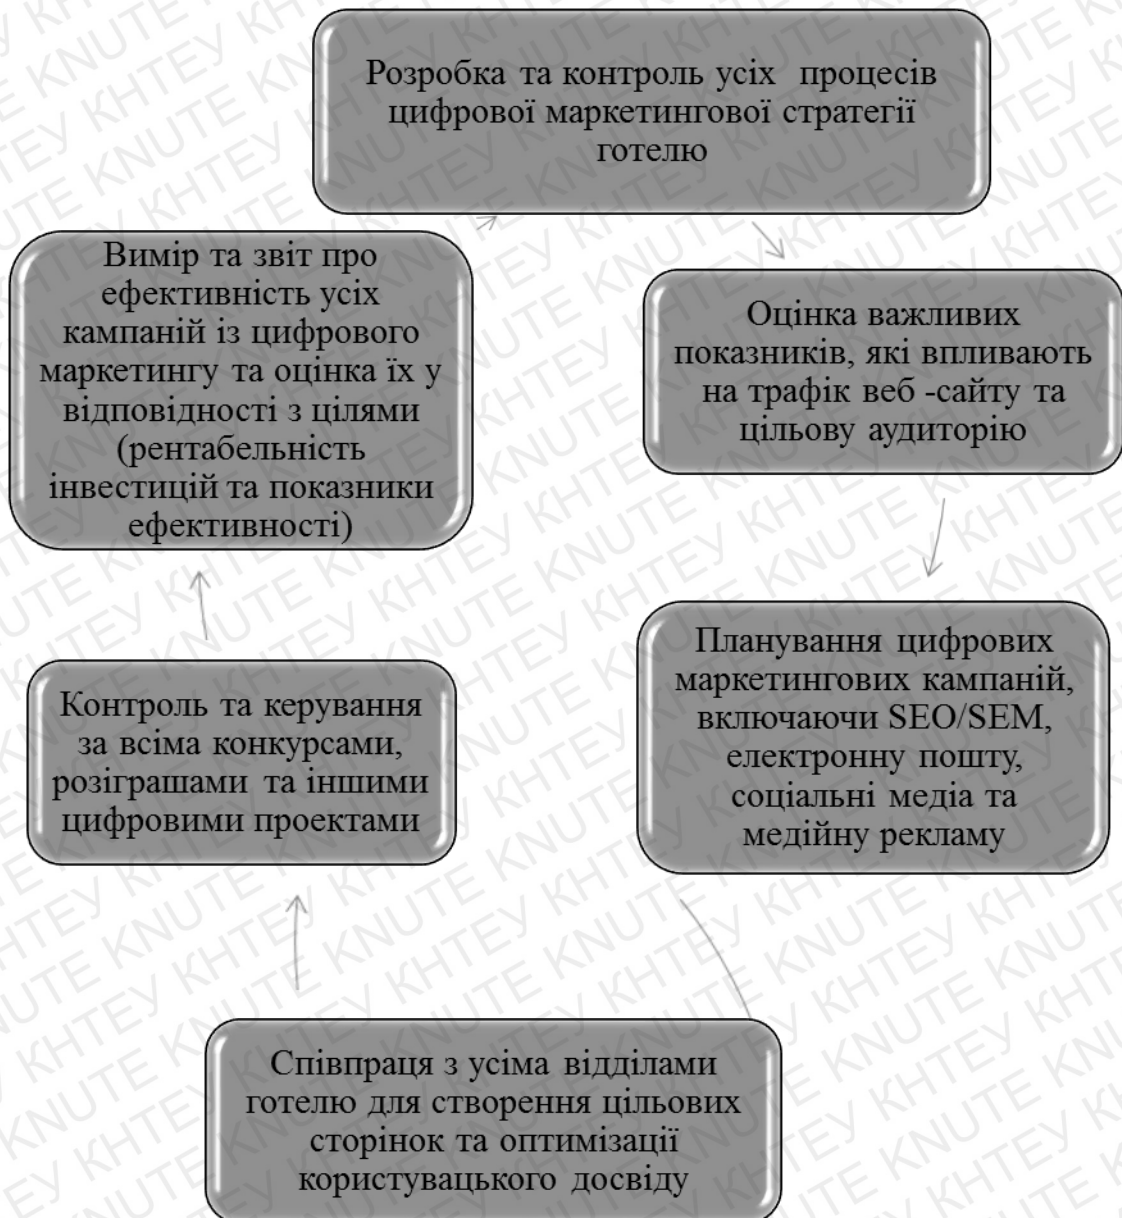 Розробка та контроль усіх процесів
цифрової маркетингової стратегії
готелю
Оцінка важливих
показників, які впливають
на трафік веб -сайту та
цільову аудиторію
Планування цифрових
маркетингових кампаній,
включаючи SEO/SEM,
електронну пошту,
соціальні медіа та
медійну рекламу
Співпраця з усіма відділами
готелю для створення цільових
сторінок та оптимізації
користувацького досвіду
Контроль та керування
за всіма конкурсами,
розіграшами та іншими
цифровими проектами
Вимір та звіт про
ефективність усіх
кампаній із цифрового
маркетингу та оцінка їх у
відповідності з цілями
(рентабельність
інвестицій та показники
ефективності)